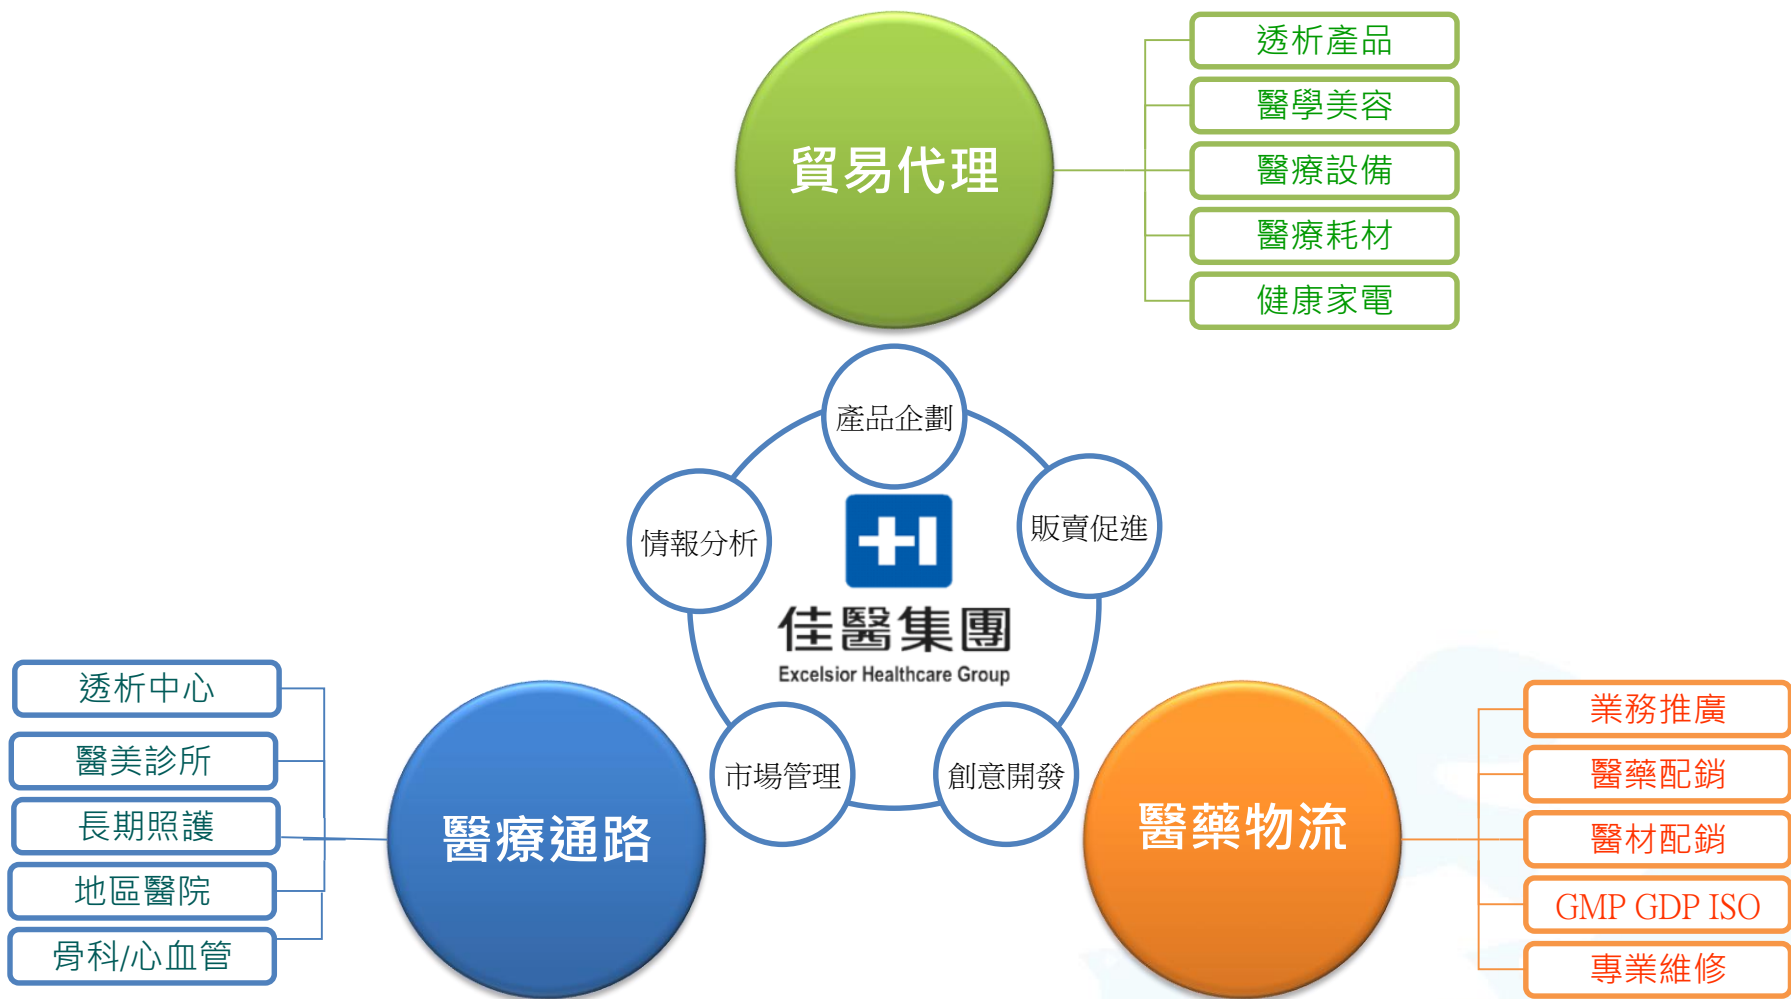 貿易代理
透析產品
醫學美容
醫療設備
醫療耗材
健康家電
產品企劃
販賣促進
情報分析
佳醫集團
Excelsior Healthcare Group
市場管理
創意開發
醫療通路
透析中心
醫美診所
長期照護
地區醫院
骨科/心血管
醫藥物流
業務推廣
醫藥配銷
醫材配銷
GMP GDP ISO
專業維修